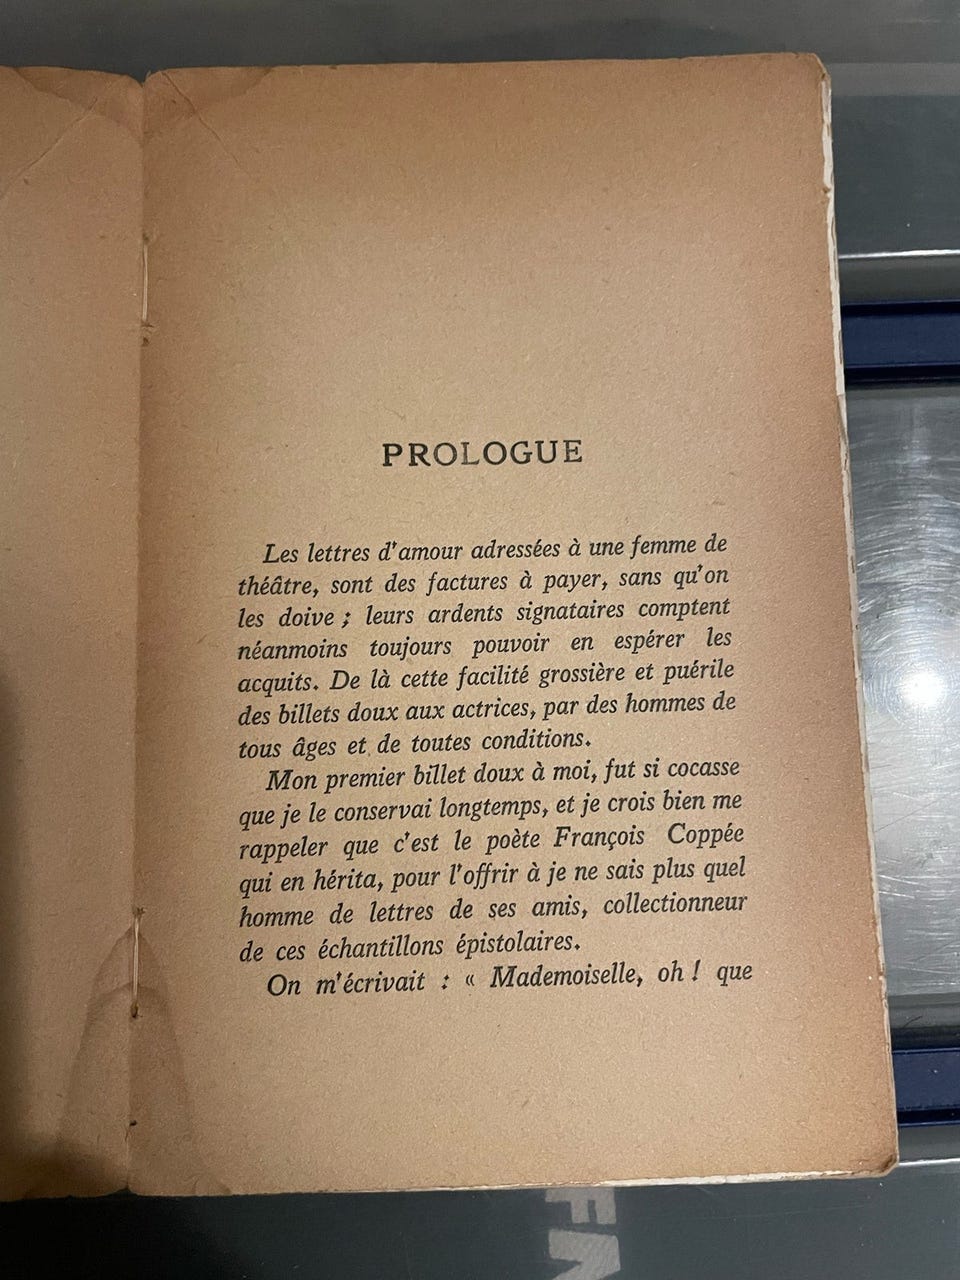 PROLOGUE
Les lettres d'amour adressées à une femme de
théâtre, sont des factures à payer, sans qu'on
les doive ; leurs ardents signataires comptent
néanmoins toujours pouvoir en espérer les
acquits. De là cette facilité grossière et puérile
des billets doux aux actrices, par des hommes de
tous âges et de toutes conditions.
Mon premier billet doux à moi, fut si cocasse
que je le conservai longtemps, et je crois bien me
rappeler que c'est le poète François Coppée
qui en hérita, pour l'offrir à je ne sais plus quel
homme de lettres de ses amis, collectionneur
de ces échantillons épistolaires.
On m'écrivait : « Mademoiselle, oh ! que